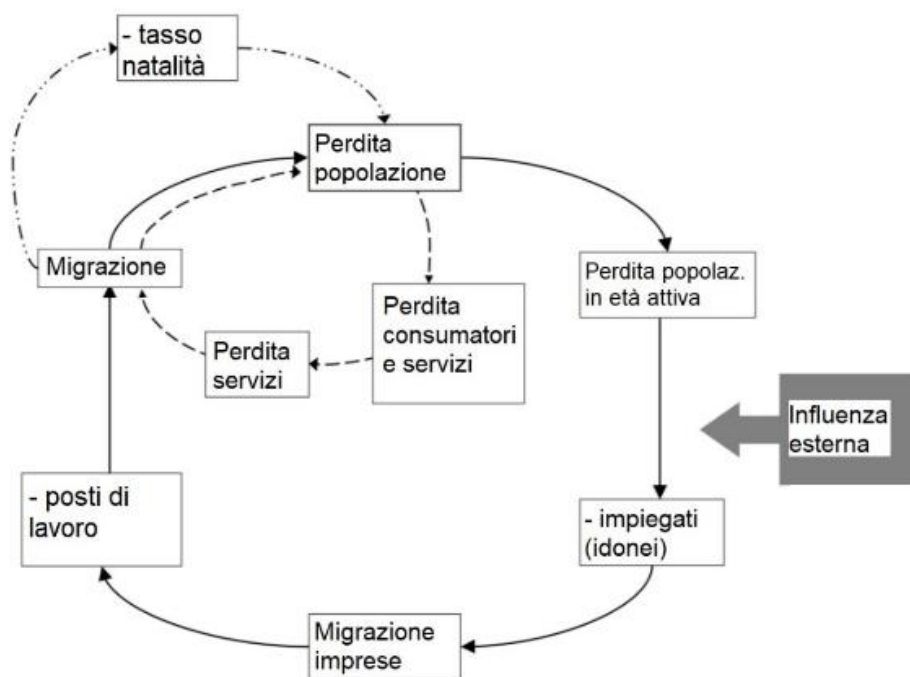 - tasso
natalità
Perdita
popolazione
Migrazione
Perdita popolaz.
in età attiva
Perdita
consumatori
e servizi
Perdita
servizi
Influenza
esterna
- posti di
lavoro
- impiegati
(idonei)
Migrazione
imprese